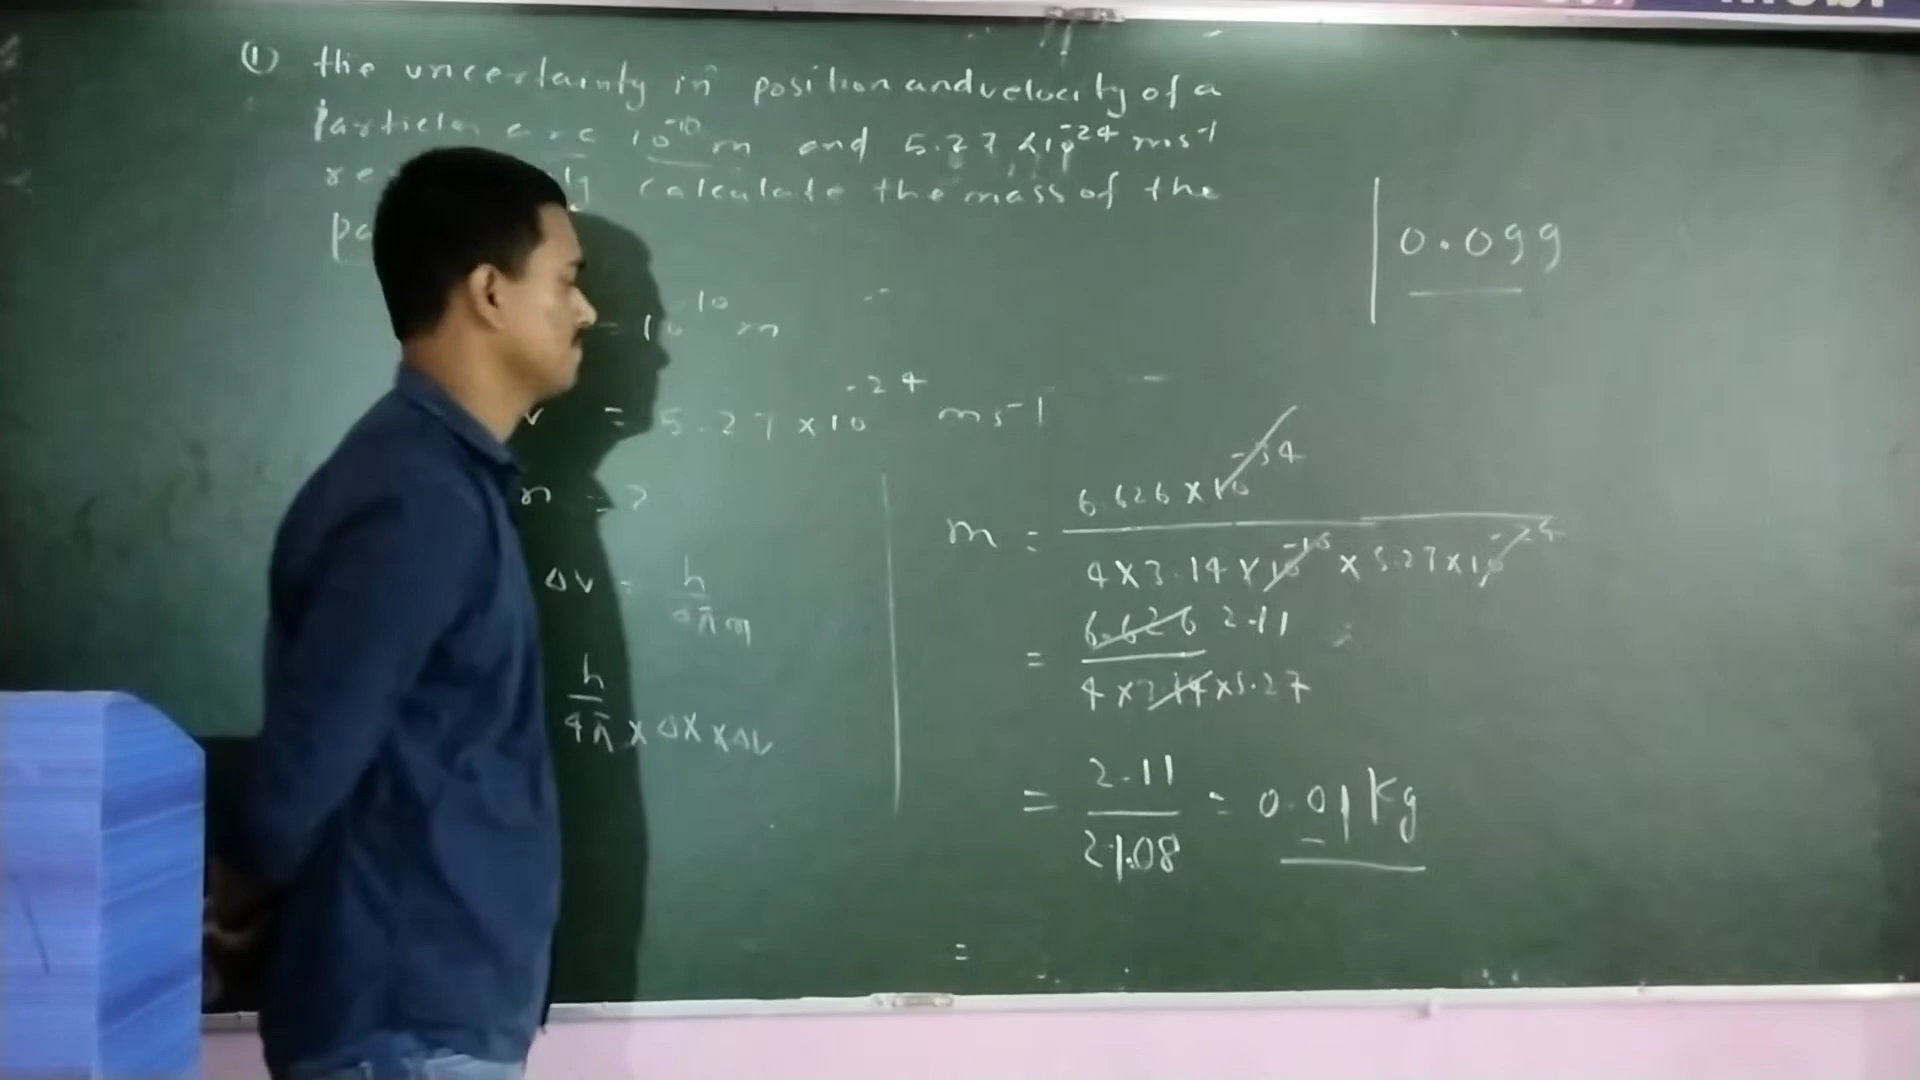 ① the uncertainty in position and velocity of a
Particles are 10^-10 m and 5.27 x10^-24 ms^-1
calculate the mass of the
= 10^10 m
v = 5.27 x 10^-24 ms^-1
= ?
Δv = h / 4π m
h / 4π x Δx x Δv
m = 6.626 x 10^-34 / 4 x 3.14 x 10^-10 x 5.27 x 10^-24
= 6.626 2.11 / 4 x 3.14 x 5.27
= 2.11 / 21.08 = 0.01 Kg
=
0.099